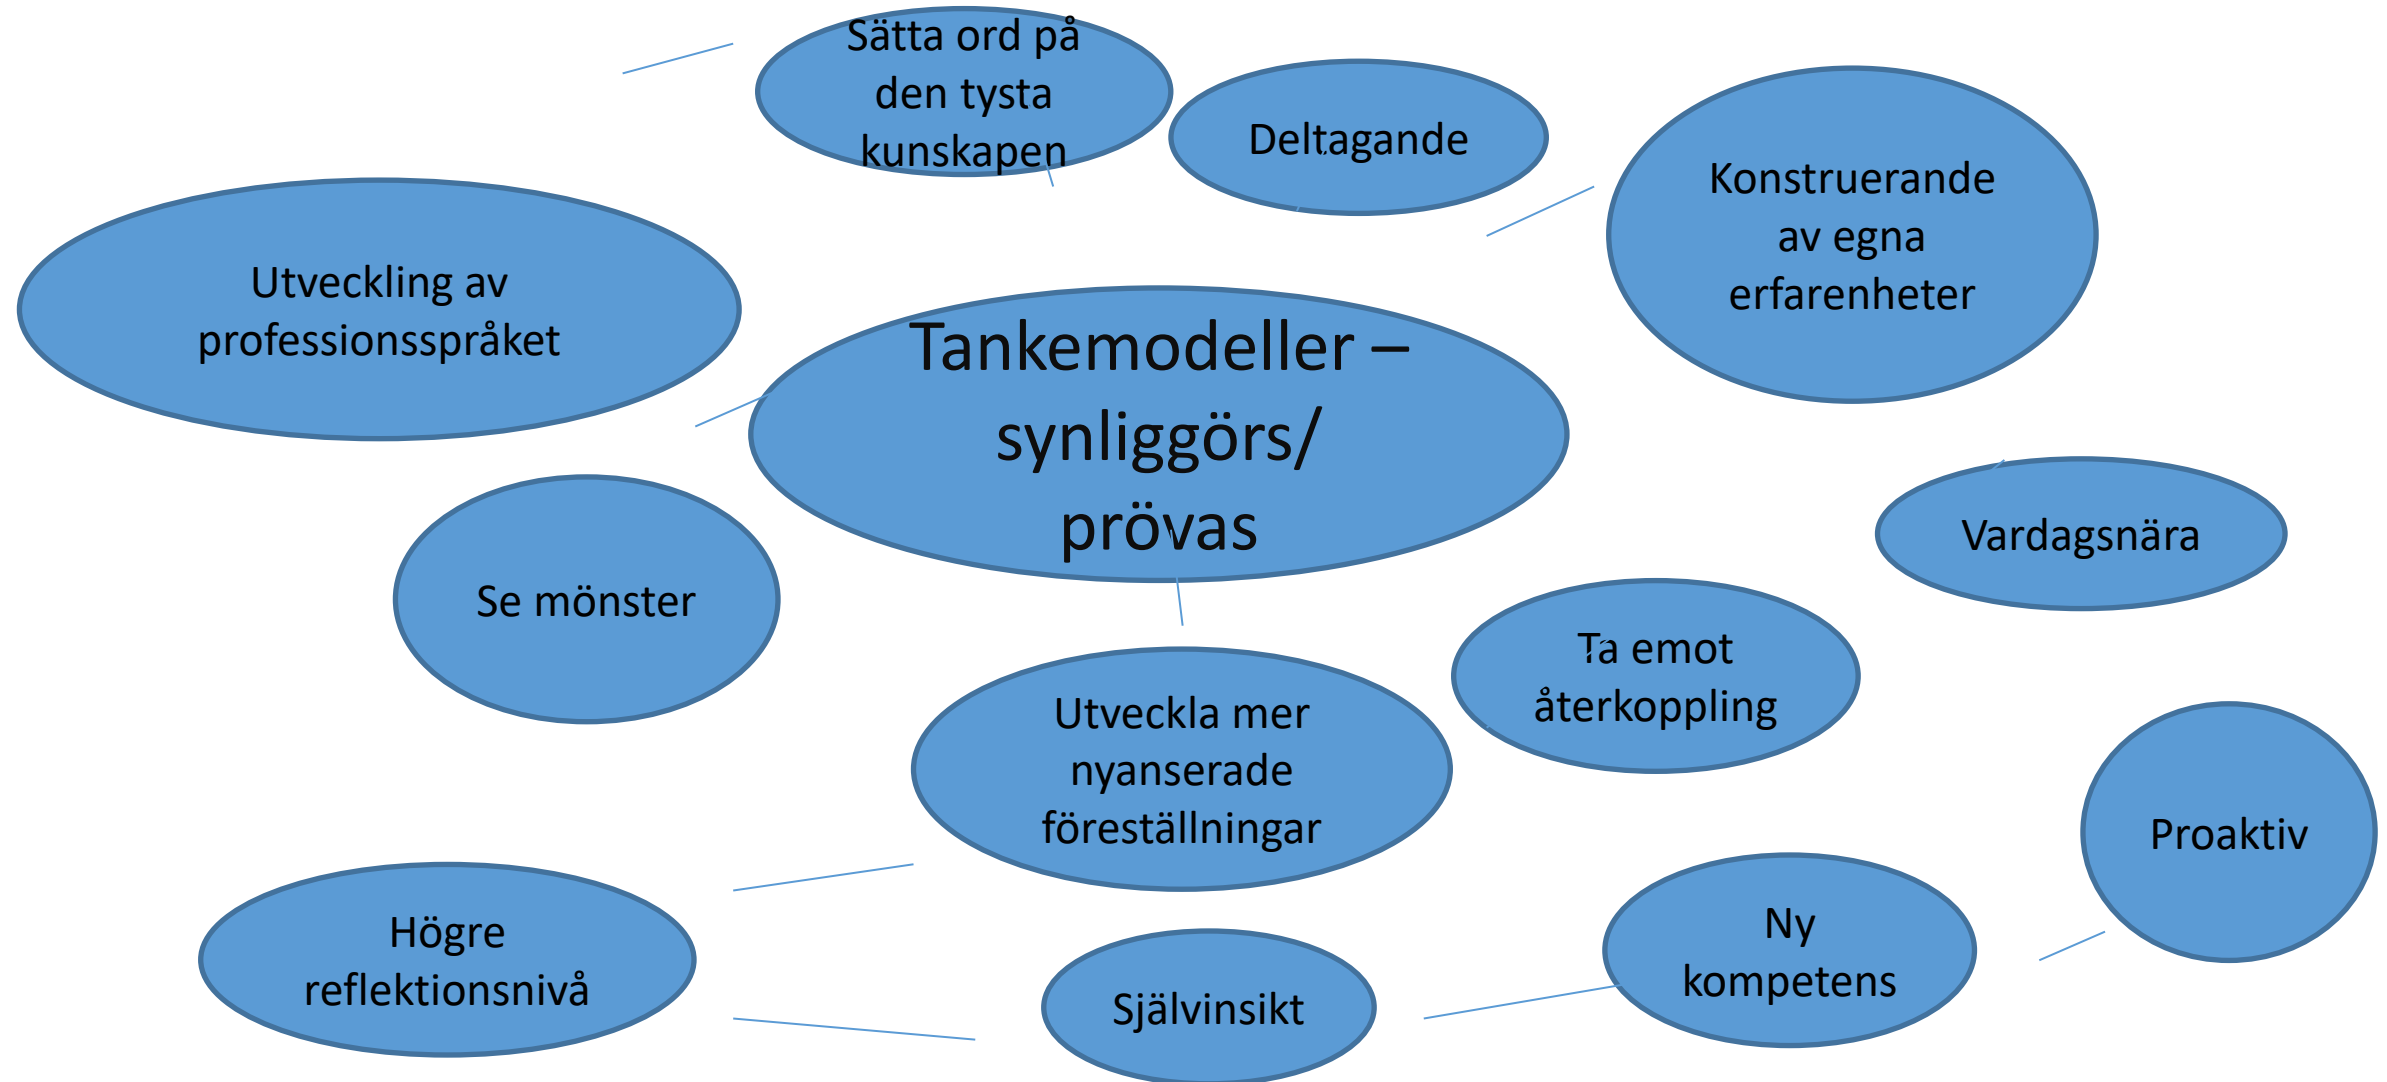 Sätta ord på
den tysta
kunskapen
Deltagande
Konstruerande
av egna
erfarenheter
Utveckling av
professionsspråket
Tankemodeller –
synliggörs/
prövas
Vardagsnära
Se mönster
Ta emot
återkoppling
Utveckla mer
nyanserade
föreställningar
Proaktiv
Högre
reflektionsnivå
Ny
kompetens
Självinsikt